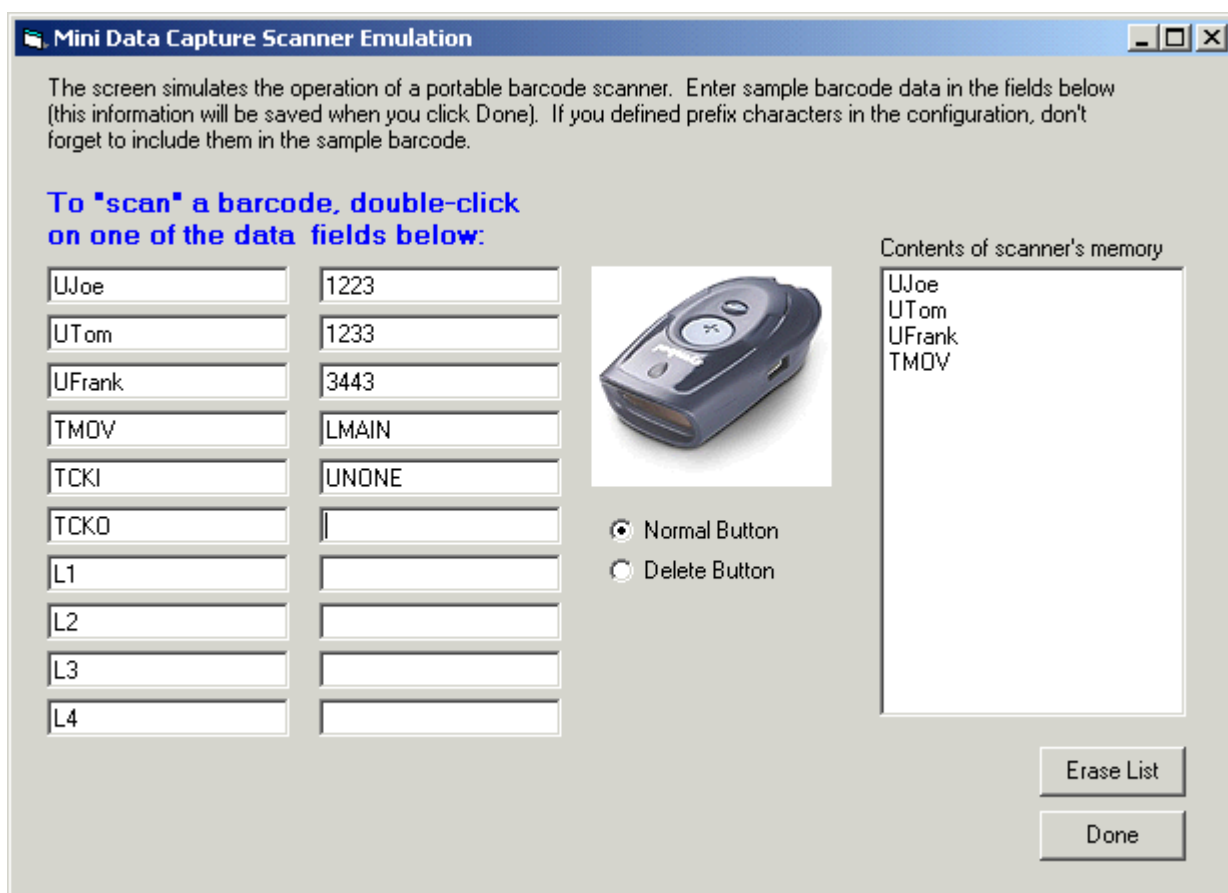 Mini Data Capture Scanner Emulation
The screen simulates the operation of a portable barcode scanner.  Enter sample barcode data in the fields below
(this information will be saved when you click Done).  If you defined prefix characters in the configuration, don't
forget to include them in the sample barcode.
To "scan" a barcode, double-click
on one of the data fields below:
UJoe
UTom
UFrank
TMOV
TCKI
TCKO
L1
L2
L3
L4
1223
1233
3443
LMAIN
UNONE
symbol
Normal Button
Delete Button
Contents of scanner's memory
UJoe
UTom
UFrank
TMOV
Erase List
Done